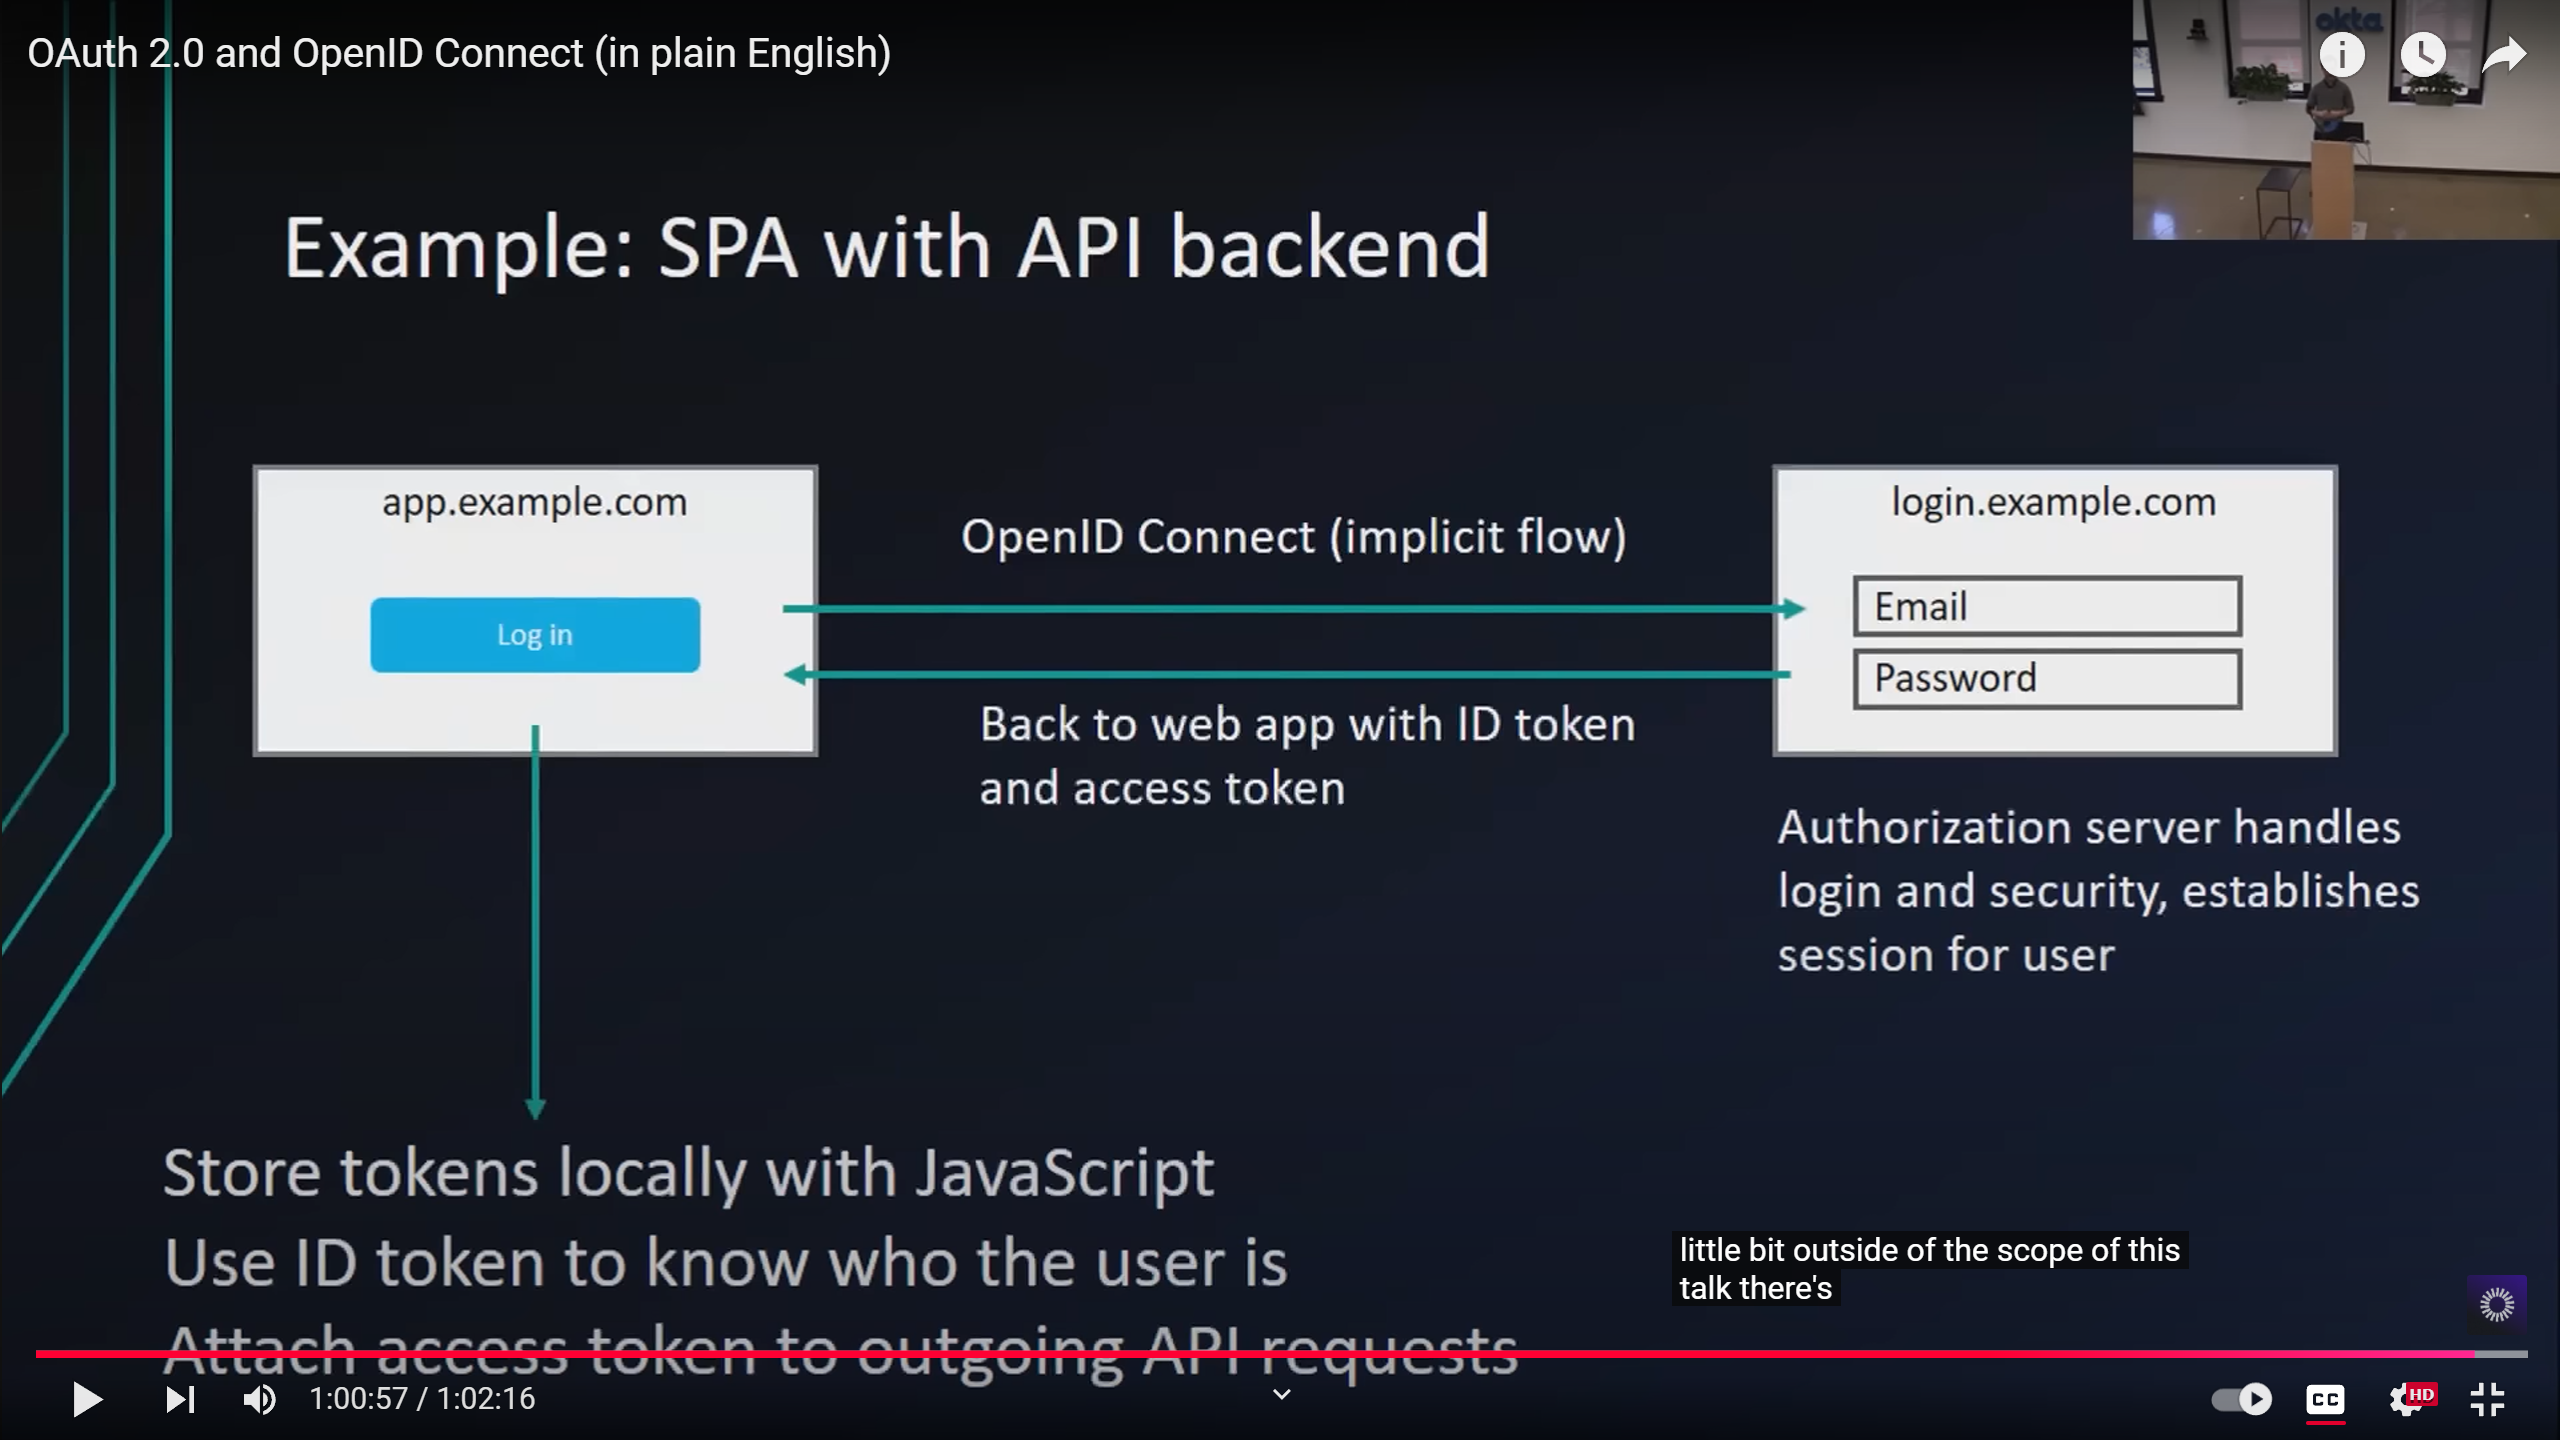 OAuth 2.0 and OpenID Connect (in plain English)
okta
Example: SPA with API backend
app.example.com
Log in
OpenID Connect (implicit flow)
Back to web app with ID token
and access token
login.example.com
Email
Password
Authorization server handles
login and security, establishes
session for user
Store tokens locally with JavaScript
Use ID token to know who the user is
Attach access token to outgoing API requests
little bit outside of the scope of this
talk there's
1:00:57 / 1:02:16
CC
HD